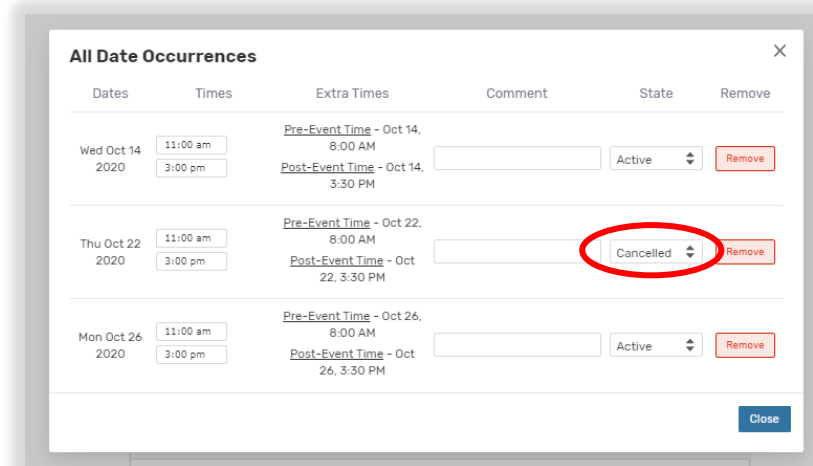 All Date Occurrences
Dates Times Extra Times Comment State Remove
Wed Oct 14
2020
11:00 am
3:00 pm
Pre-Event Time - Oct 14,
8:00 AM
Post-Event Time - Oct 14,
3:30 PM
Active
Remove
Thu Oct 22
2020
11:00 am
3:00 pm
Pre-Event Time - Oct 22,
8:00 AM
Post-Event Time - Oct
22, 3:30 PM
Cancelled
Remove
Mon Oct 26
2020
11:00 am
3:00 pm
Pre-Event Time - Oct 26,
8:00 AM
Post-Event Time - Oct
26, 3:30 PM
Active
Remove
Close